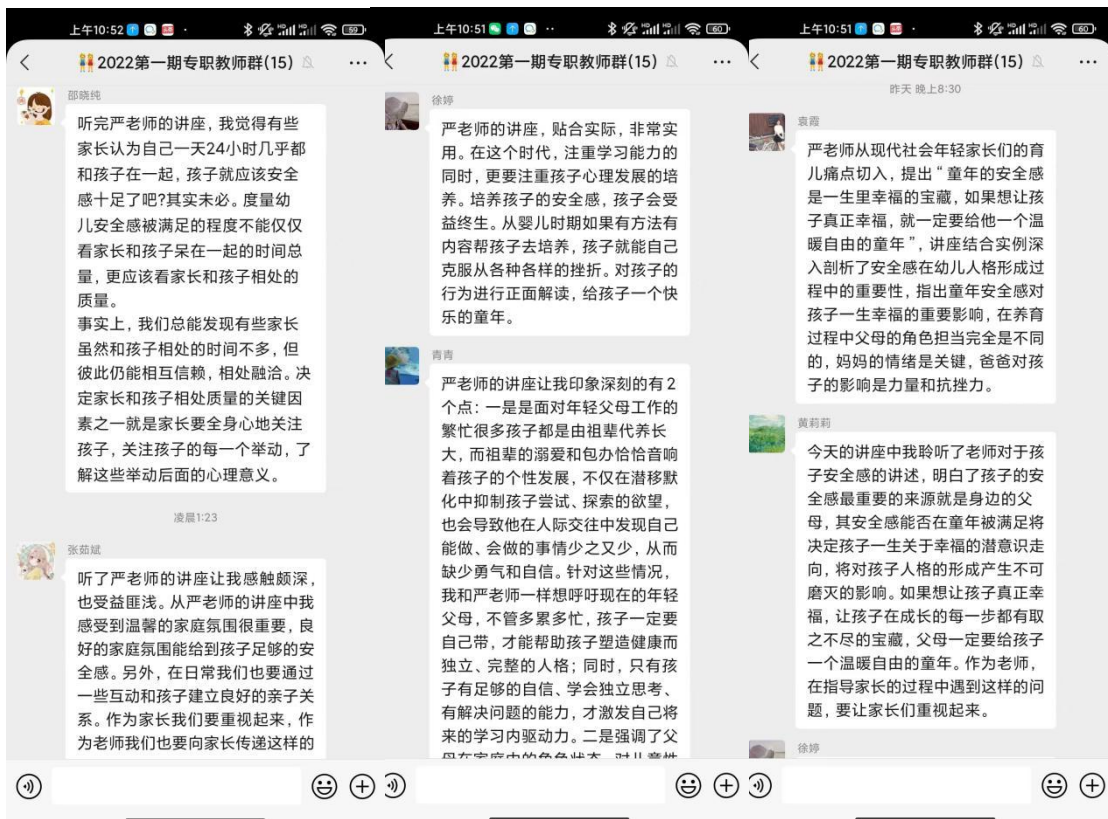 上午10:52
59
2022第一期专职教师群(15)
邵晓纯
听完严老师的讲座，我觉得有些
家长认为自己一天24小时几乎都
和孩子在一起，孩子就应该安全
感十足了吧?其实未必。度量幼
儿安全感被满足的程度不能仅仅
看家长和孩子呆在一起的时间总
量，更应该看家长和孩子相处的
质量。
事实上，我们总能发现有些家长
虽然和孩子相处的时间不多，但
彼此仍能相互信赖，相处融洽。决
定家长和孩子相处质量的关键因
素之一就是家长要全身心地关注
孩子，关注孩子的每一个举动，了
解这些举动后面的心理意义。
凌晨1:23
张茹斌
听了严老师的讲座让我感触颇深，
也受益匪浅。从严老师的讲座中我
感受到温馨的家庭氛围很重要，良
好的家庭氛围能给到孩子足够的安
全感。另外，在日常我们也要通过
一些互动和孩子建立良好的亲子关
系。作为家长我们要重视起来，作
为老师我们也要向家长传递这样的
上午10:51
60
2022第一期专职教师群(15)
徐婷
严老师的讲座，贴合实际，非常实
用。在这个时代，注重学习能力的
同时，更要注重孩子心理发展的培
养。培养孩子的安全感，孩子会受
益终生。从婴儿时期如果有方法有
内容帮孩子去培养，孩子就能自己
克服从各种各样的挫折。对孩子的
行为进行正面解读，给孩子一个快
乐的童年。
青青
严老师的讲座让我印象深刻的有2
个点：一是是面对年轻父母工作的
繁忙很多孩子都是由祖辈代养长
大，而祖辈的溺爱和包办恰恰音响
着孩子的个性发展，不仅在潜移默
化中抑制孩子尝试、探索的欲望，
也会导致他在人际交往中发现自己
能做、会做的事情少之又少，从而
缺少勇气和自信。针对这些情况，
我和严老师一样想呼吁现在的年轻
父母，不管多累多忙，孩子一定要
自己带，才能帮助孩子塑造健康而
独立、完整的人格；同时，只有孩
子有足够的自信、学会独立思考、
有解决问题的能力，才激发自己将
来的学习内驱动力。二是强调了父
母在家庭中的角色状态，对儿童性
上午10:51
60
2022第一期专职教师群(15)
昨天 晚上8:30
袁霞
严老师从现代社会年轻家长们的育
儿痛点切入，提出“童年的安全感
是一生里幸福的宝藏，如果想让孩
子真正幸福，就一定要给他一个温
暖自由的童年”，讲座结合实例深
入剖析了安全感在幼儿人格形成过
程中的重要性，指出童年安全感对
孩子一生幸福的重要影响，在养育
过程中父母的角色担当完全是不同
的，妈妈的情绪是关键，爸爸对孩
子的影响是力量和抗挫力。
黄莉莉
今天的讲座中我聆听了老师对于孩
子安全感的讲述，明白了孩子的安
全感最重要的来源就是身边的父
母，其安全感能否在童年被满足将
决定孩子一生关于幸福的潜意识走
向，将对孩子人格的形成产生不可
磨灭的影响。如果想让孩子真正幸
福，让孩子在成长的每一步都有取
之不尽的宝藏，父母一定要给孩子
一个温暖自由的童年。作为老师，
在指导家长的过程中遇到这样的问
题，要让家长们重视起来。
徐婷